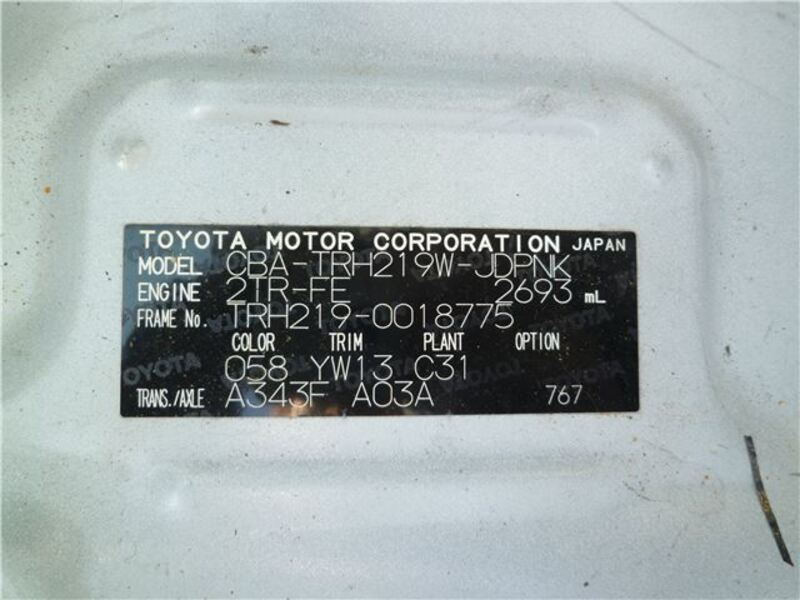 TOYOTA MOTOR CORPORATION JAPAN
MODEL CBA-TRH219W-JDPNK
ENGINE 2TR-FE 2693 mL
FRAME No. TRH219-0018775
COLOR TRIM PLANT OPTION
058 YW13 C31
TRANS./AXLE A343F A03A 767